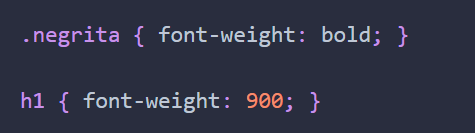 .negrita { font-weight: bold; }
h1 { font-weight: 900; }